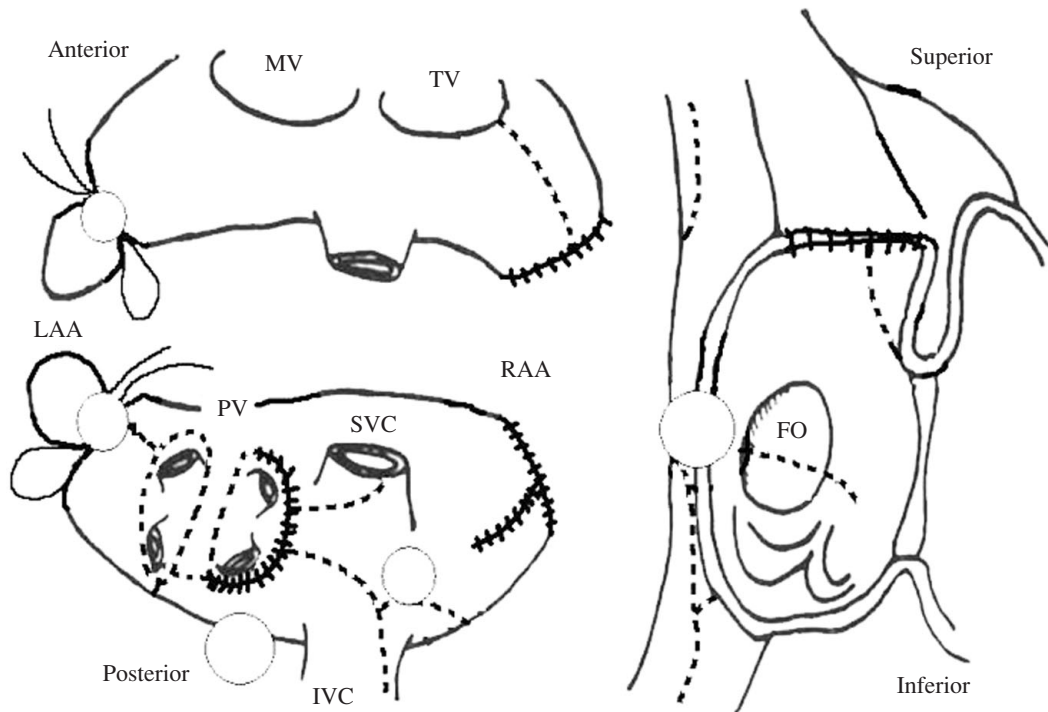 Anterior
MV
TV
Superior
LAA
RAA
PV
SVC
FO
Posterior
IVC
Inferior